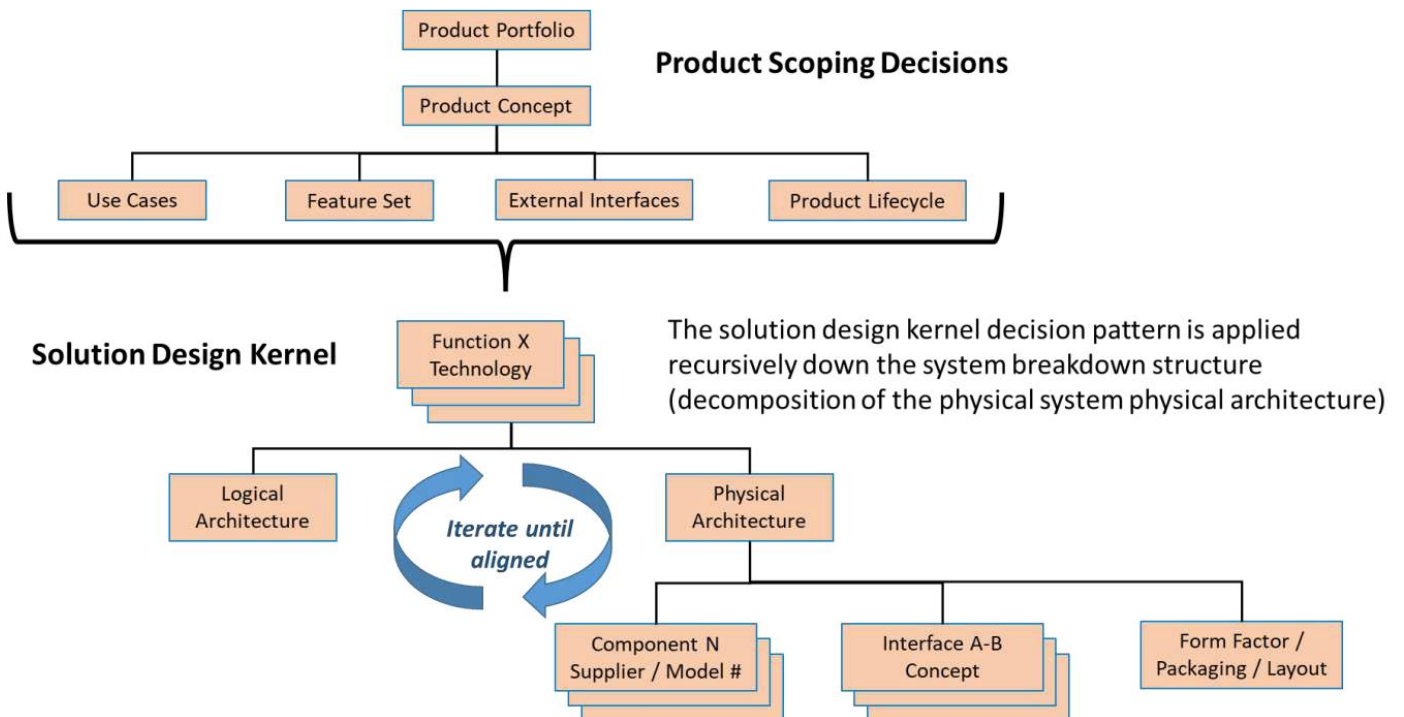 Product Portfolio
Product Scoping Decisions
Product Concept
Use Cases
Feature Set
External Interfaces
Product Lifecycle
Solution Design Kernel
Function X
Technology
The solution design kernel decision pattern is applied
recursively down the system breakdown structure
(decomposition of the physical system physical architecture)
Logical
Architecture
Iterate until
aligned
Physical
Architecture
Component N
Supplier / Model #
Interface A-B
Concept
Form Factor /
Packaging / Layout